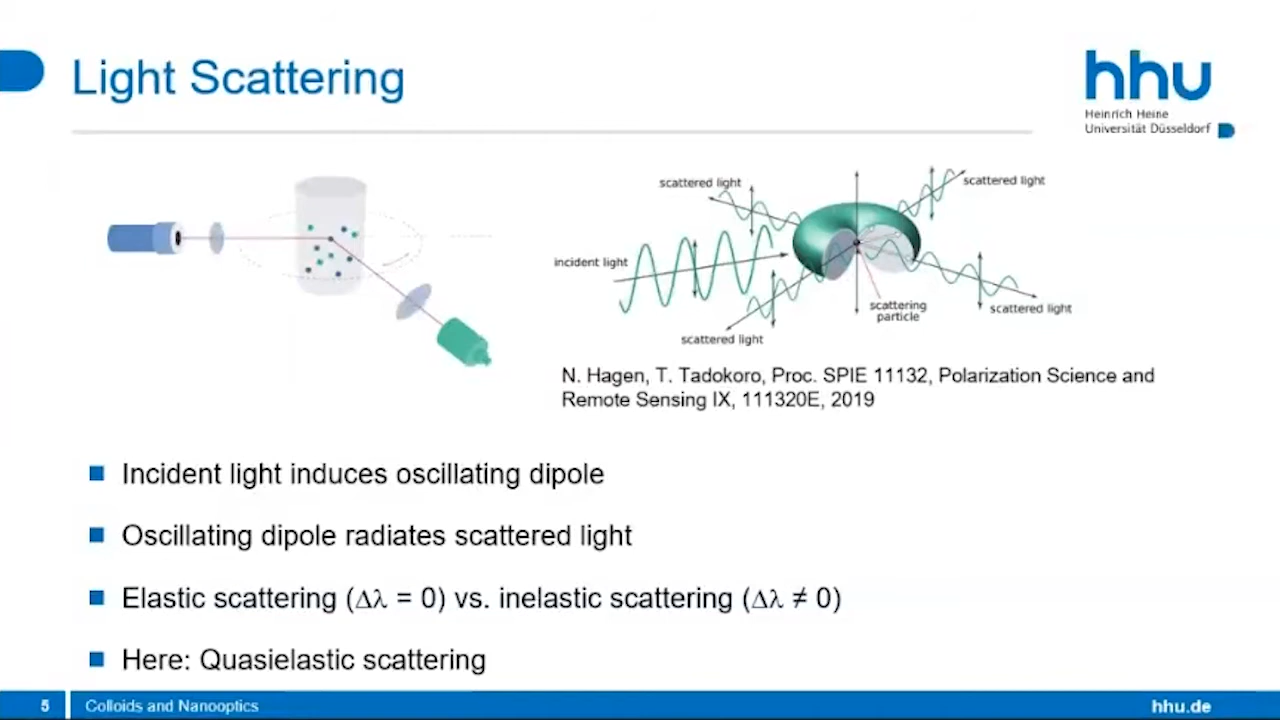 Light Scattering
hhu
Heinrich Heine
Universität Düsseldorf
scattered light
scattered light
incident light
scattering
particle
scattered light
scattered light
N. Hagen, T. Tadokoro, Proc. SPIE 11132, Polarization Science and
Remote Sensing IX, 111320E, 2019
Incident light induces oscillating dipole
Oscillating dipole radiates scattered light
Elastic scattering (Δλ = 0) vs. inelastic scattering (Δλ ≠ 0)
Here: Quasielastic scattering
5
Colloids and Nanooptics
hhu.de